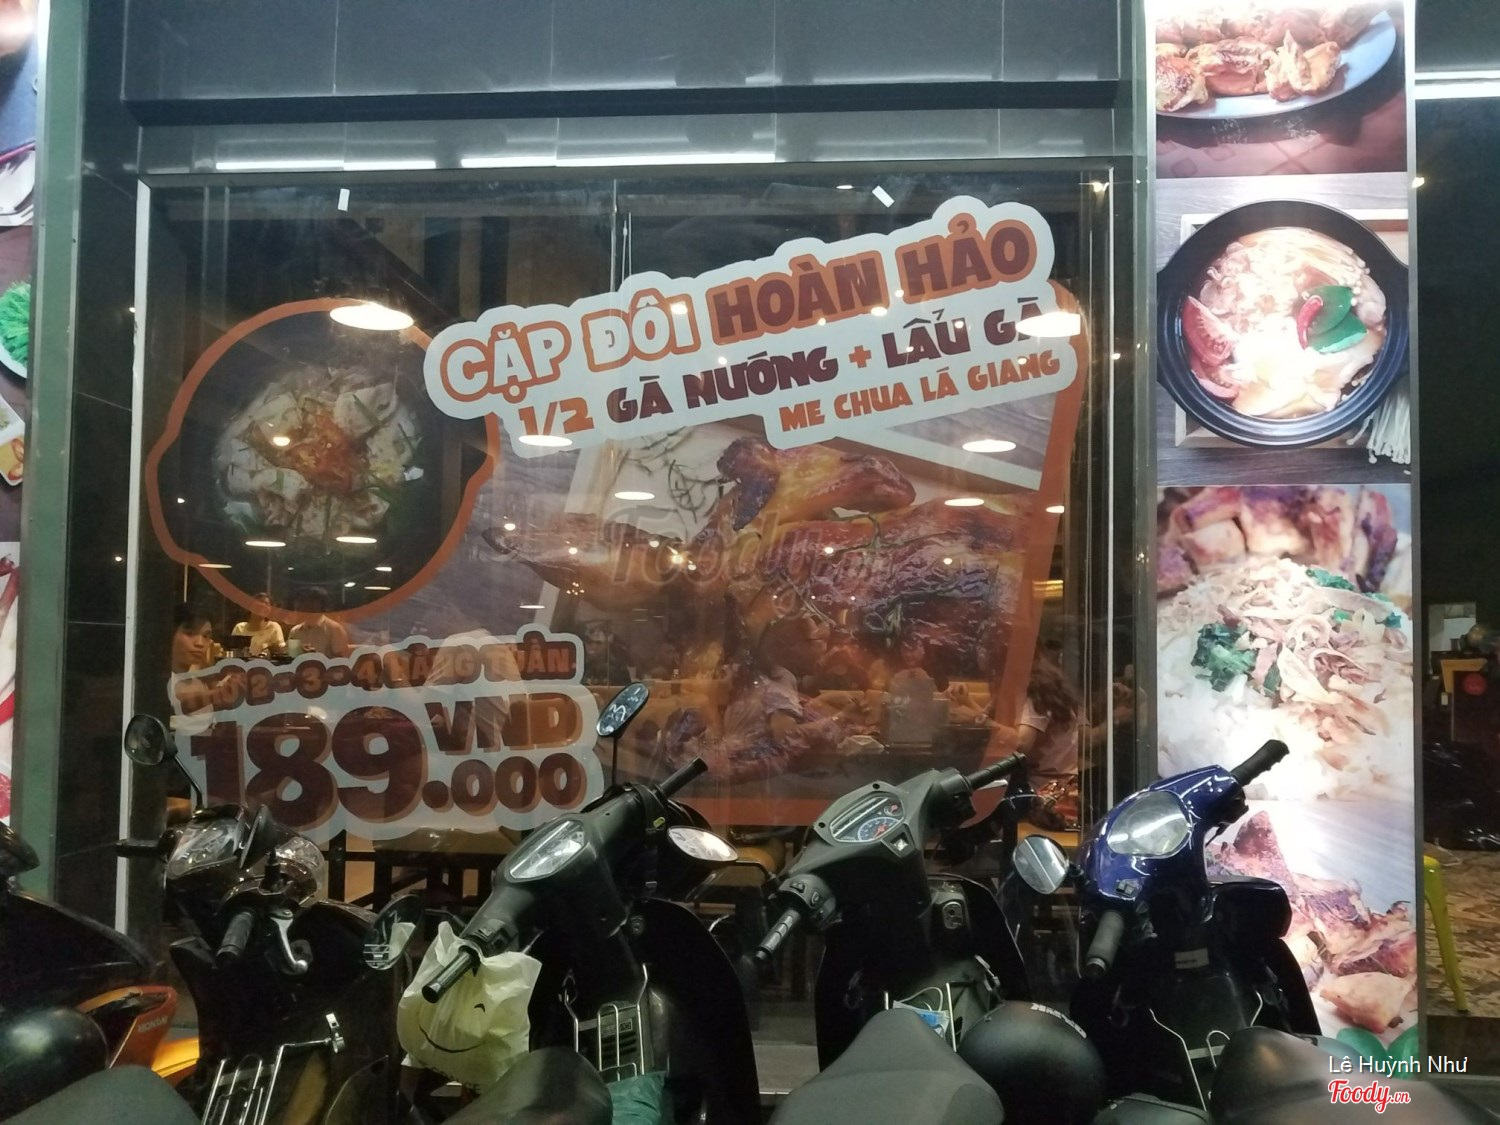 CẶP ĐÔI HOÀN HẢO
1/2 GÀ NƯỚNG + LẨU GÀ
ME CHUA LÁ GIANG
THỨ 2 - 3 - 4 HÀNG TUẦN
189.000 VND
Foody
Lê Huỳnh Như
Foody.vn